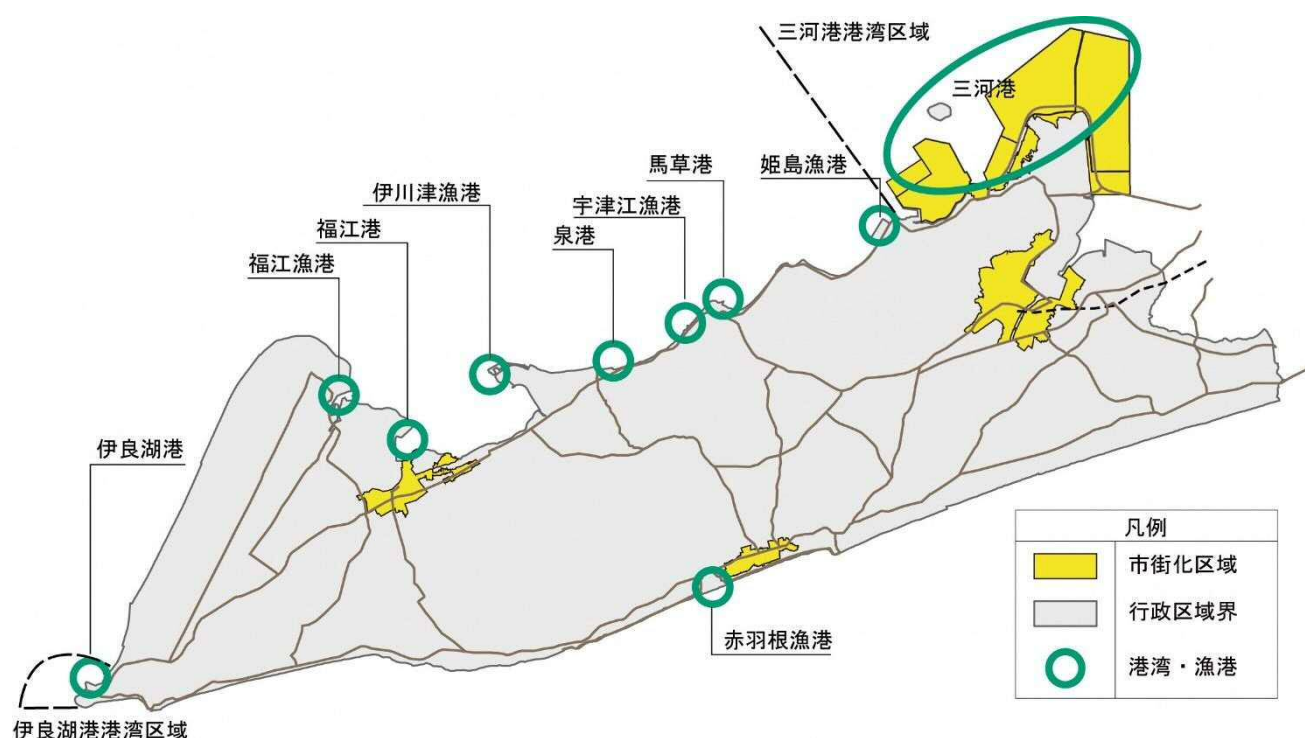 三河港港湾区域
三河港
馬草港
姫島漁港
伊川津漁港
宇津江漁港
福江港
泉港
福江漁港
伊良湖港
赤羽根漁港
伊良湖港港湾区域
凡例
市街化区域
行政区域界
港湾・漁港